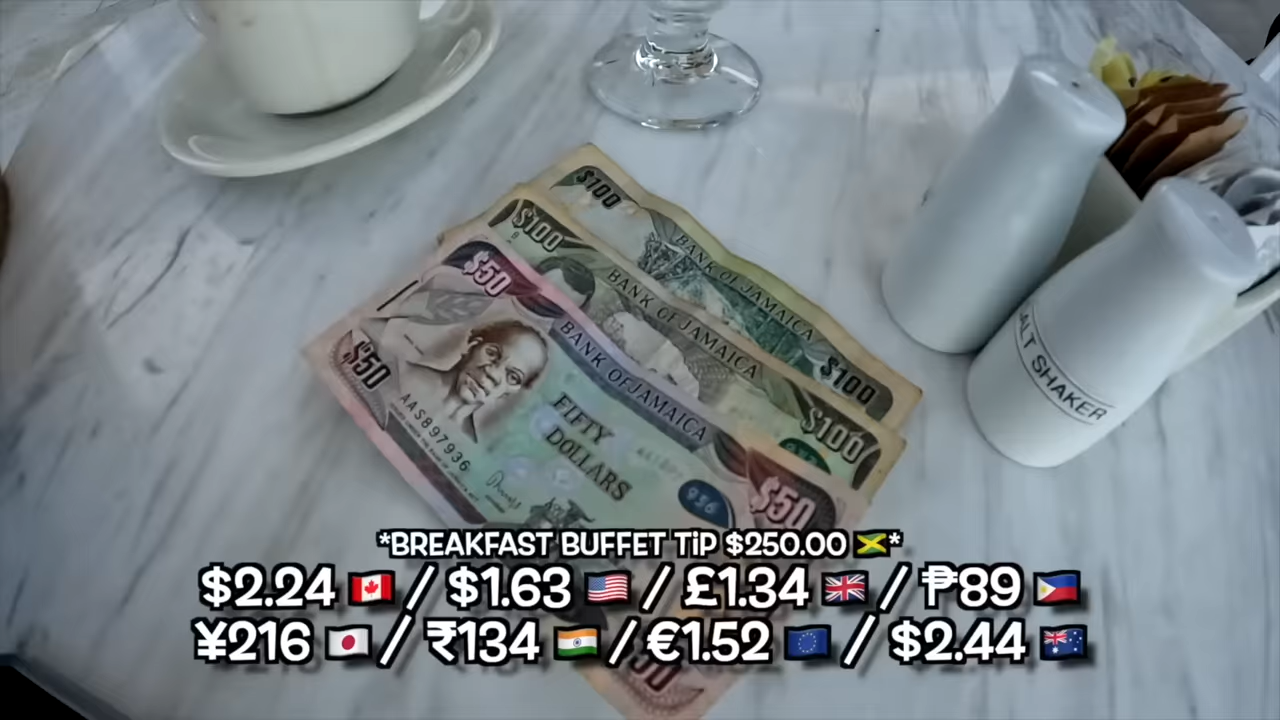 $100
BANK OF JAMAICA
$100
$100
BANK OF JAMAICA
$100
$50
BANK OF JAMAICA
$50
FIFTY
DOLLARS
AAS897936
936
$50
SALT SHAKER
*BREAKFAST BUFFET TiP $250.00 🇯🇲*
$2.24 🇨🇦 / $1.63 🇺🇸 / £1.34 🇬🇧 / ₱89 🇵🇭
¥216 🇯🇵 / ₹134 🇮🇳 / €1.52 🇪🇺 / $2.44 🇦🇺